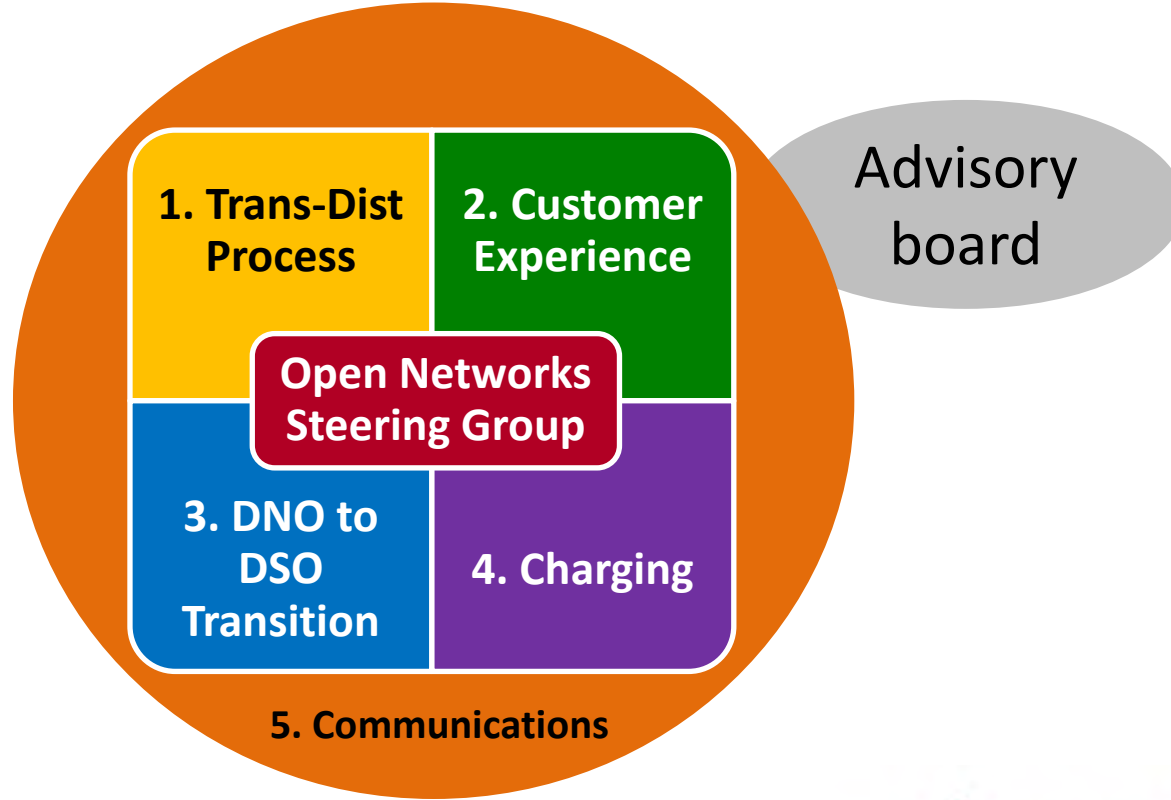 1. Trans-Dist
Process
2. Customer
Experience
Advisory
board
Open Networks
Steering Group
3. DNO to
DSO
Transition
4. Charging
5. Communications